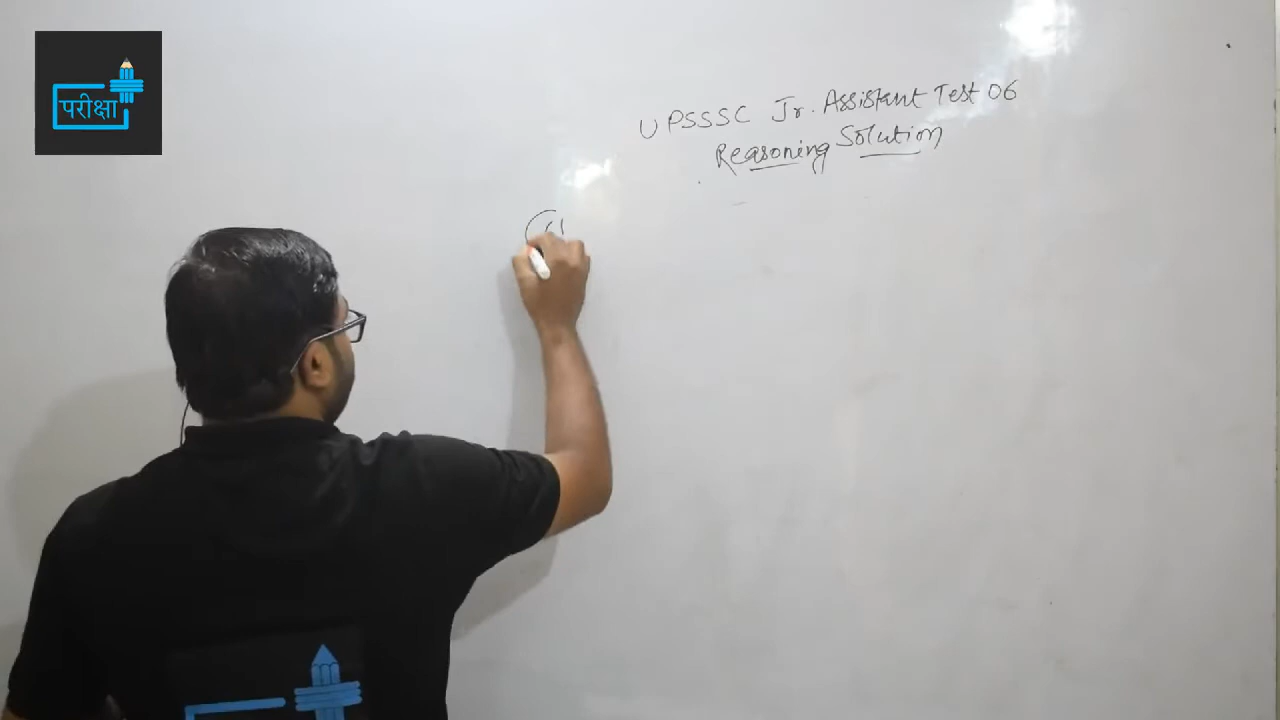 परीक्षा
UPSSSC Jr. Assistant Test 06
Reasoning Solution